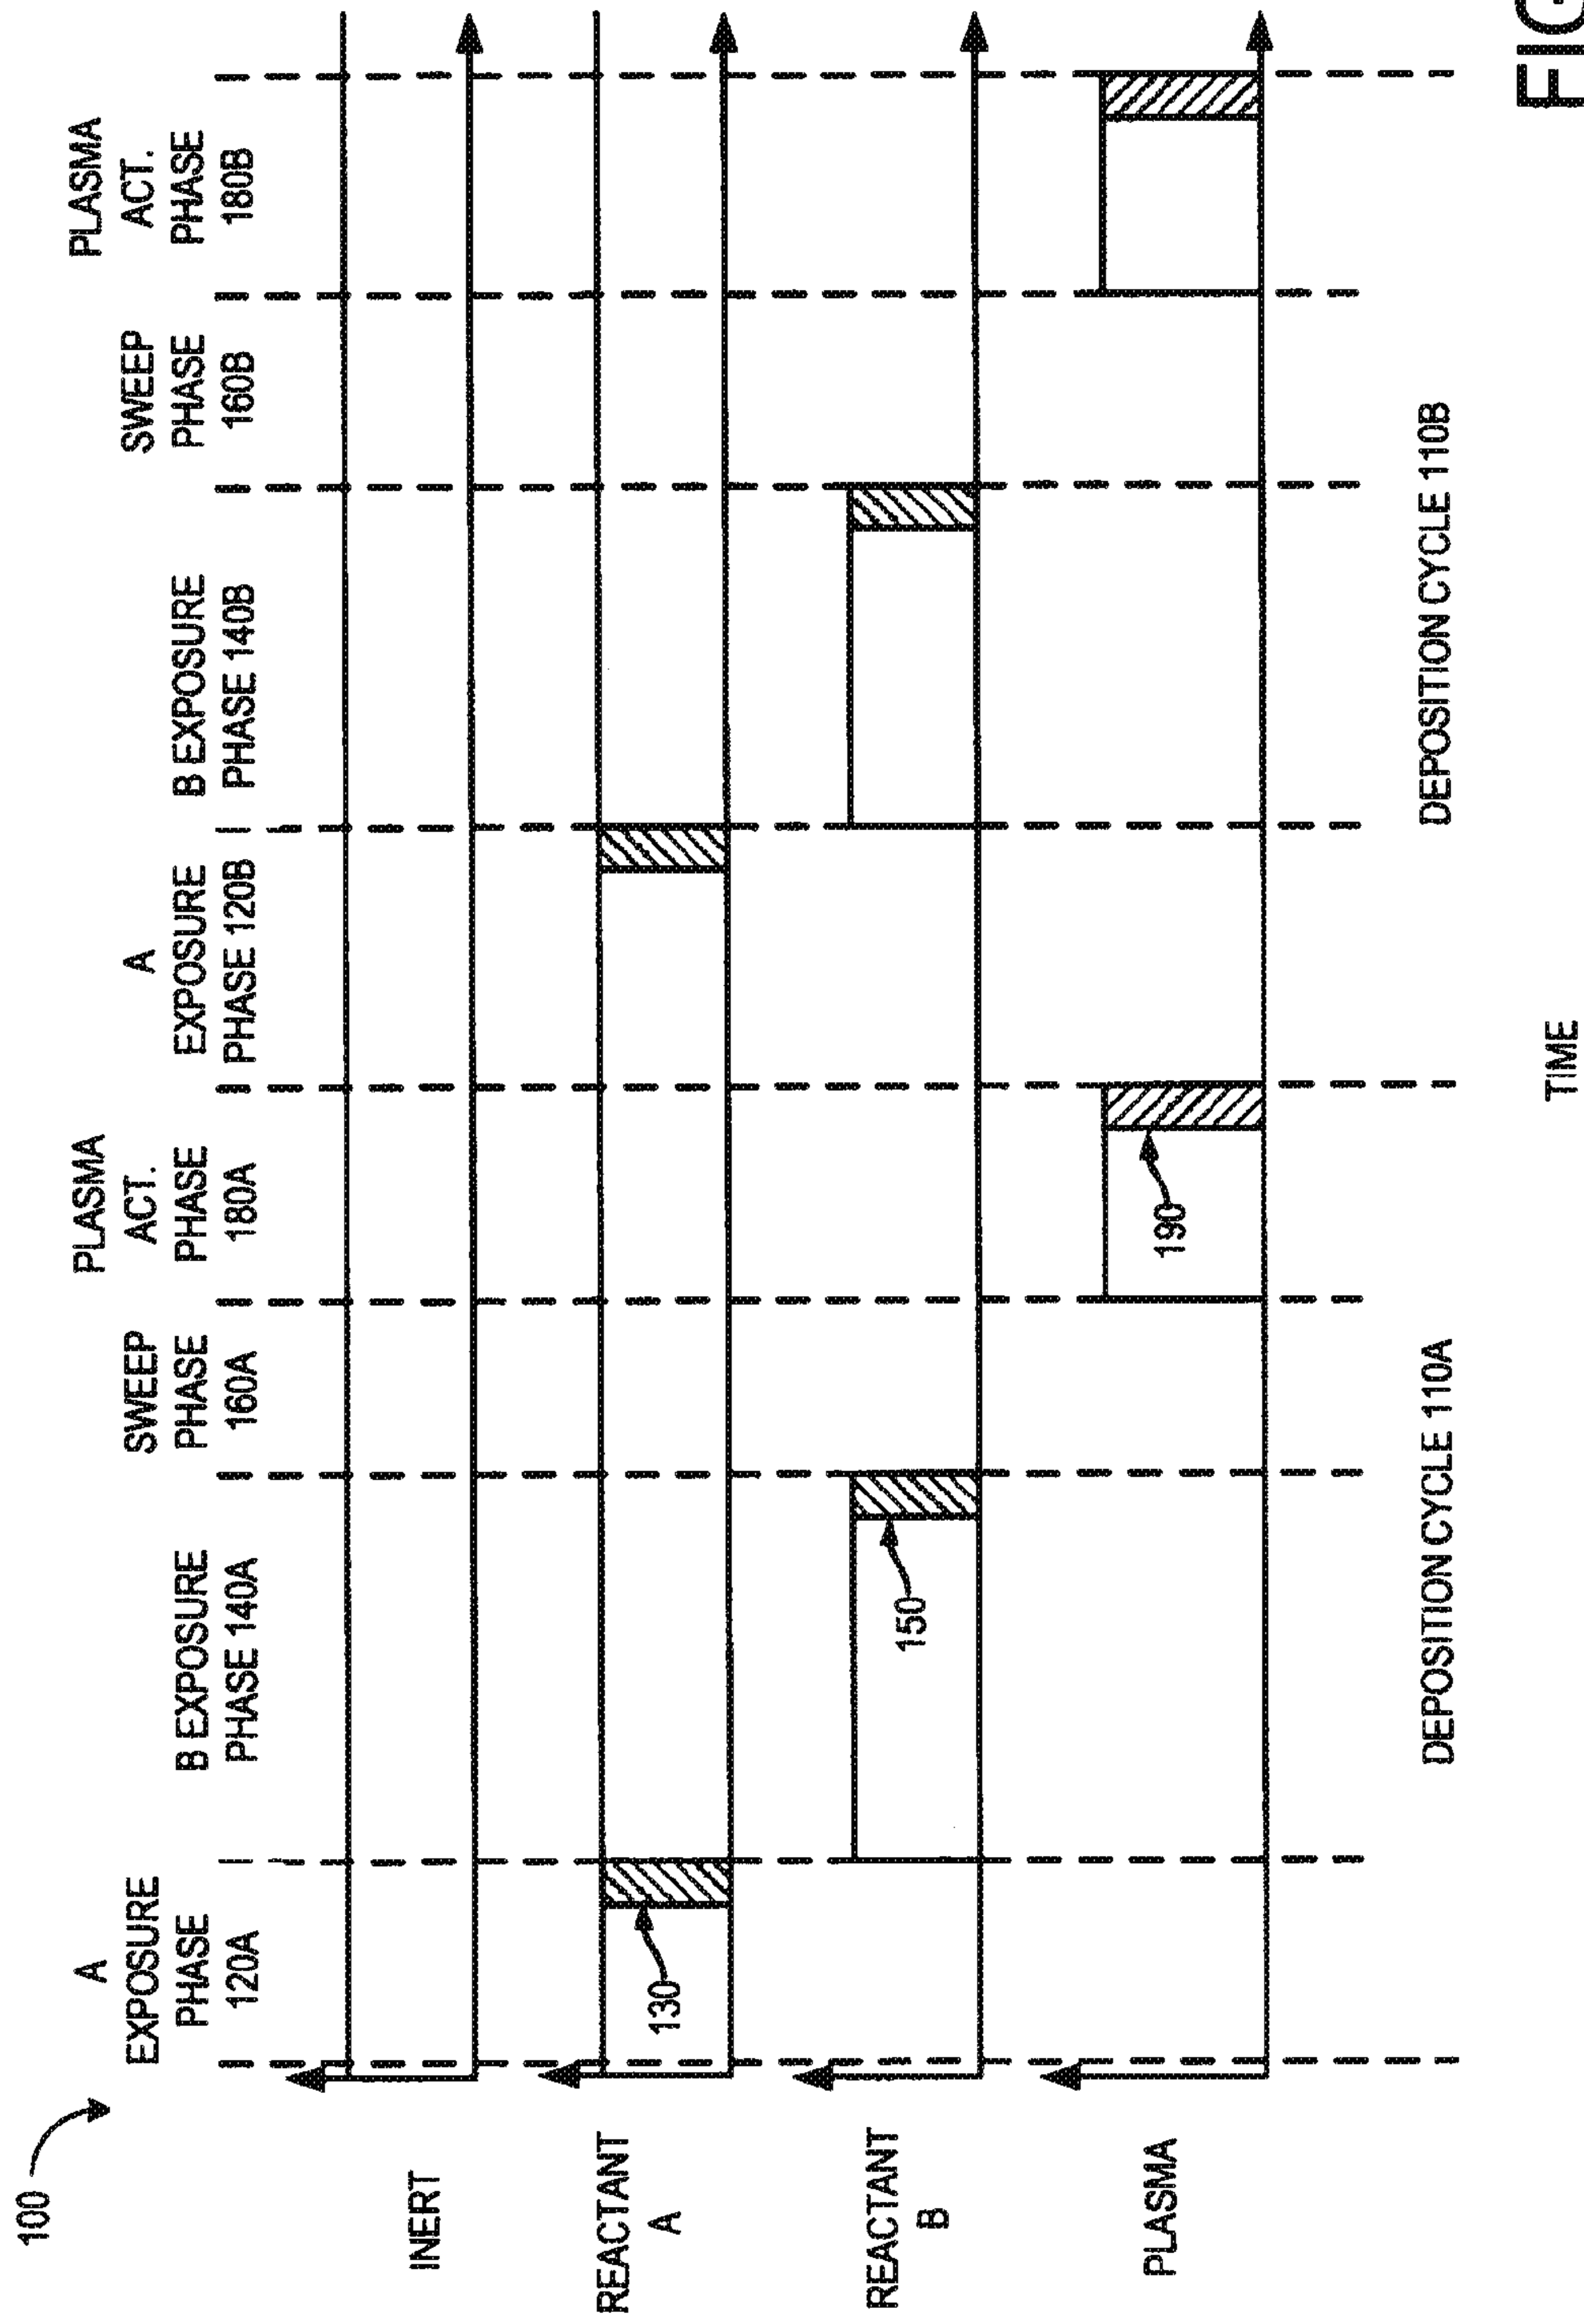 100
A
EXPOSURE
PHASE
120A
B EXPOSURE
PHASE 140A
SWEEP
PHASE
160A
PLASMA
ACT.
PHASE
180A
A
EXPOSURE
PHASE 120B
B EXPOSURE
PHASE 140B
SWEEP
PHASE
160B
PLASMA
ACT.
PHASE
180B
INERT
REACTANT
A
130
REACTANT
B
150
PLASMA
190
DEPOSITION CYCLE 110A
DEPOSITION CYCLE 110B
TIME